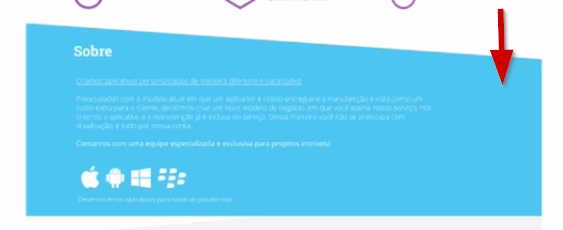 Sobre
Criamos aplicativos personalizados de maneira diferente e para todos!
Preocupados com o modelo atual em que um aplicativo é criado entregue e a manutenção é vista como um
custo extra para o cliente, decidimos criar um novo modelo de negócio, em que você assina nosso serviço, nós
criamos o aplicativo e a manutenção já é inclusa no serviço. Dessa maneira você não se preocupa com
atualização, é tudo por nossa conta.
Contamos com uma equipe especializada e exclusiva para projetos incríveis!
Desenvolvemos aplicativos para todas as plataformas